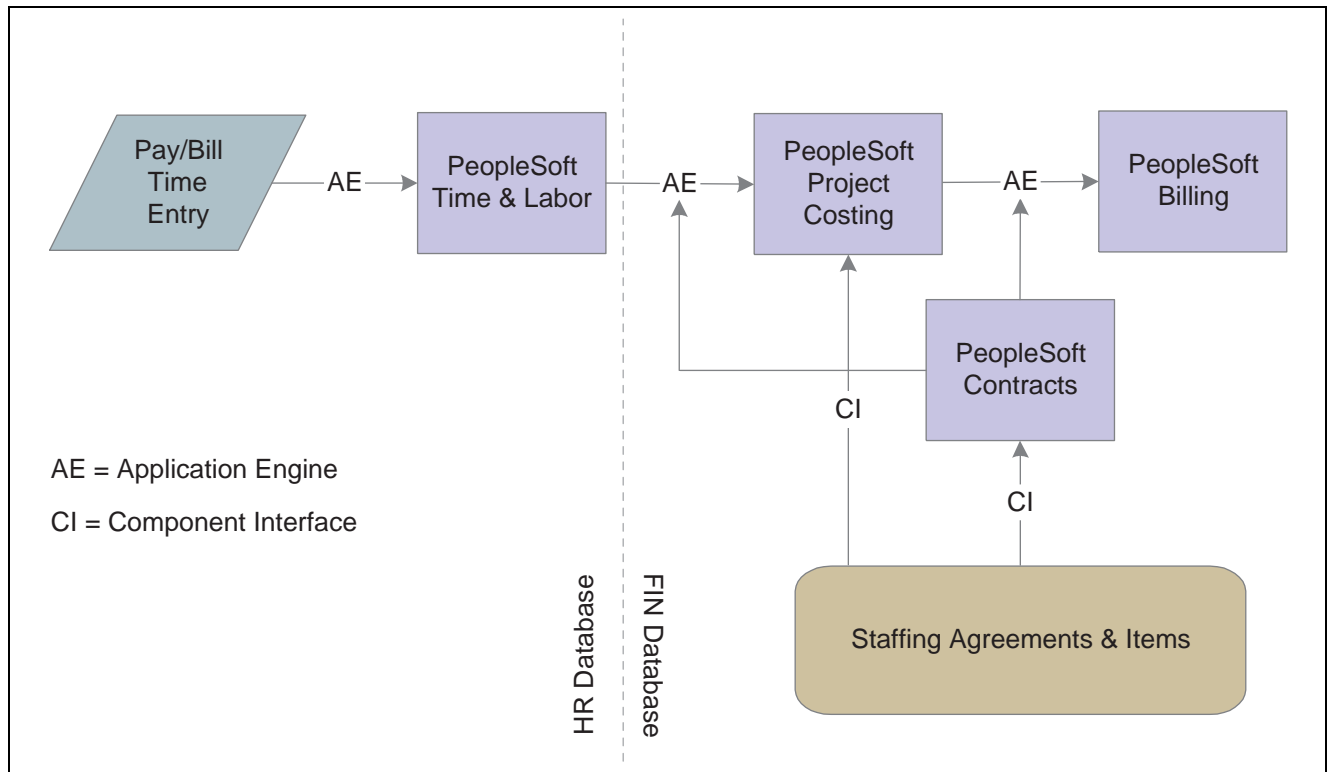 Pay/Bill
Time
Entry
AE
PeopleSoft
Time & Labor
AE
PeopleSoft
Project
Costing
AE
PeopleSoft
Billing
PeopleSoft
Contracts
CI
CI
AE = Application Engine
CI = Component Interface
HR Database
FIN Database
Staffing Agreements & Items